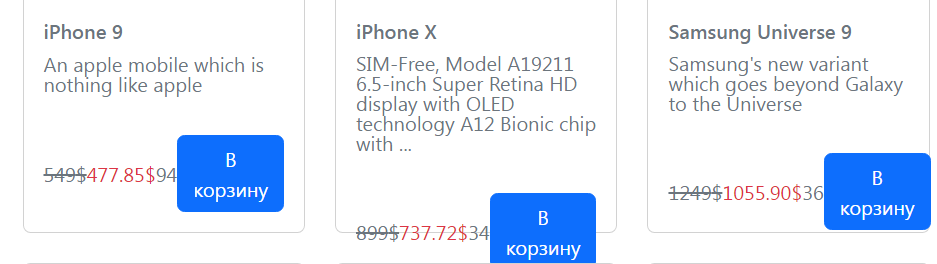 iPhone 9
An apple mobile which is
nothing like apple
549$477.85$94
В
корзину
iPhone X
SIM-Free, Model A19211
6.5-inch Super Retina HD
display with OLED
technology A12 Bionic chip
with ...
899$737.72$34
В
корзину
Samsung Universe 9
Samsung's new variant
which goes beyond Galaxy
to the Universe
1249$1055.90$36
В
корзину